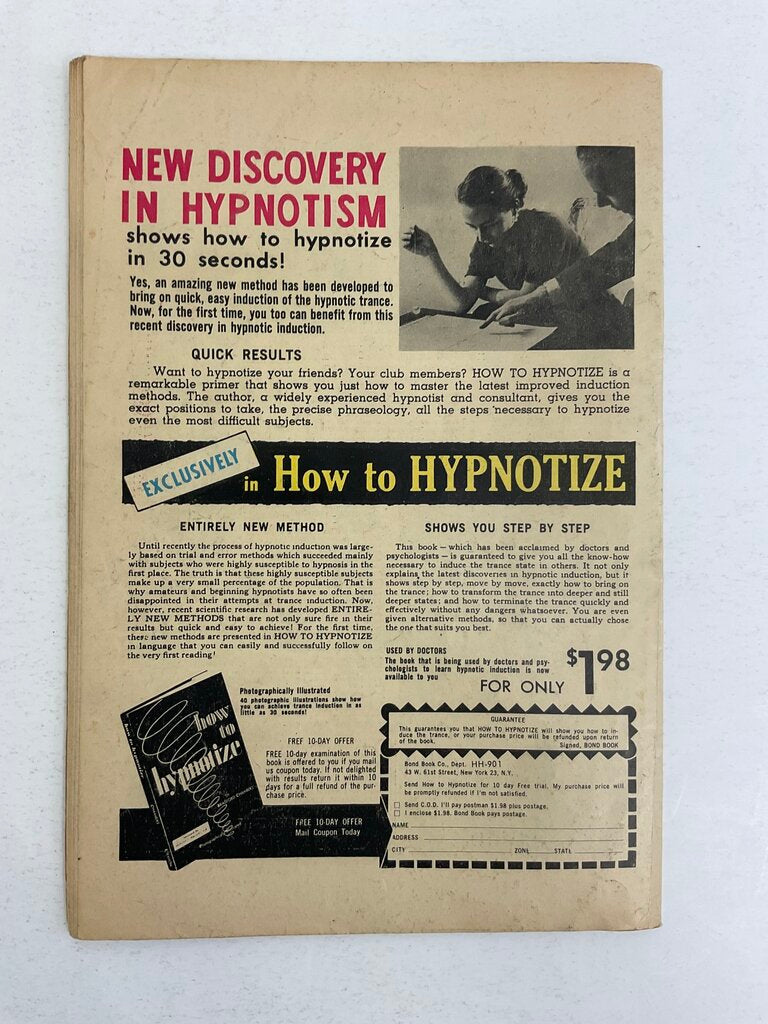 NEW DISCOVERY
IN HYPNOTISM
shows how to hypnotize
in 30 seconds!
Yes, an amazing new method has been developed to
bring on quick, easy induction of the hypnotic trance.
Now, for the first time, you too can benefit from this
recent discovery in hypnotic induction.
QUICK RESULTS
Want to hypnotize your friends? Your club members? HOW TO HYPNOTIZE is a
remarkable primer that shows you just how to master the latest improved induction
methods. The author, a widely experienced hypnotist and consultant, gives you the
exact positions to take, the precise phraseology, all the steps necessary to hypnotize
even the most difficult subjects.
EXCLUSIVELY
in How to HYPNOTIZE
ENTIRELY NEW METHOD
Until recently the process of hypnotic induction was large-
ly based on trial and error methods which succeeded mainly
with subjects who were highly susceptible to hypnosis in the
first place. The truth is that these highly susceptible subjects
make up a very small percentage of the population. That is
why amateurs and beginning hypnotists have so often been
disappointed in their attempts at trance induction. Now,
however, recent scientific research has developed ENTIRE-
LY NEW METHODS that are not only sure fire in their
results but quick and easy to achieve! For the first time,
these new methods are presented in HOW TO HYPNOTIZE
in language that you can easily and successfully follow on
the very first reading!
SHOWS YOU STEP BY STEP
This book — which has been acclaimed by doctors and
psychologists — is guaranteed to give you all the know-how
necessary to induce the trance state in others. It not only
explains the latest discoveries in hypnotic induction, but it
shows step by step, move by move, exactly how to bring on
the trance; how to transform the trance into deeper and still
deeper states; and how to terminate the trance quickly and
effectively without any dangers whatsoever. You are even
given alternative methods, so that you can actually chose
the one that suits you best.
USED BY DOCTORS
The book that is being used by doctors and psy-
chologists to learn hypnotic induction is now
available to you
FOR ONLY $1.98
Photographically Illustrated
40 photographic illustrations show how
you can achieve trance induction in as
little as 30 seconds!
FREE 10-DAY OFFER
FREE 10-day examination of this
book is offered to you if you mail
us coupon today. If not delighted
with results return it within 10
days for a full refund of the pur-
chase price.
how
to
hypnotize
FREE 10-DAY OFFER
Mail Coupon Today
GUARANTEE
This guarantees you that HOW TO HYPNOTIZE will show you how to in-
duce the trance, or your purchase price will be refunded upon return
of the book.
Signed, BOND BOOK
Bond Book Co., Dept. HH-901
43 W. 61st Street, New York 23, N.Y.
Send How to Hypnotize for 10 day Free trial. My purchase price will
be promptly refunded if I'm not satisfied.
Send C.O.D. I'll pay postman $1.98 plus postage.
I enclose $1.98. Bond Book pays postage.
NAME
ADDRESS
CITY ZONE STATE